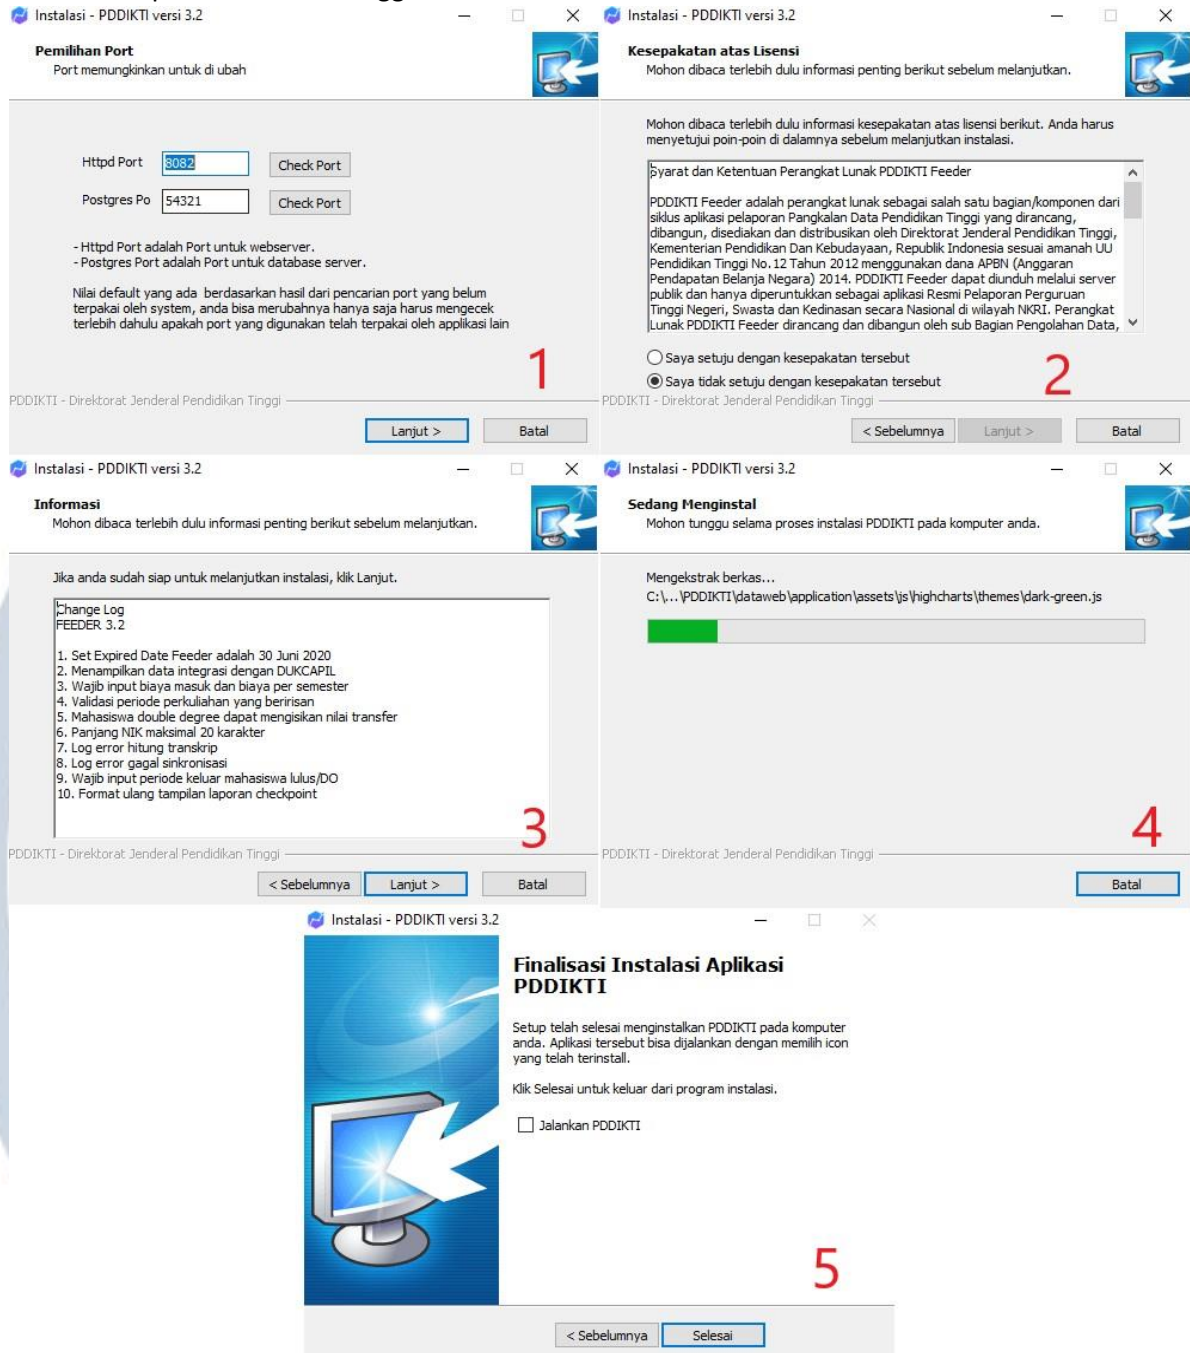 Instalasi - PDDIKTI versi 3.2
Pemilihan Port
Port memungkinkan untuk di ubah
Httpd Port 8082 Check Port
Postgres Po 54321 Check Port
- Httpd Port adalah Port untuk webserver.
- Postgres Port adalah Port untuk database server.
Nilai default yang ada berdasarkan hasil dari pencarian port yang belum
terpakai oleh system, anda bisa merubahnya hanya saja harus mengecek
terlebih dahulu apakah port yang digunakan telah terpakai oleh applikasi lain
1
PDDIKTI - Direktorat Jenderal Pendidikan Tinggi
Lanjut > Batal
Instalasi - PDDIKTI versi 3.2
Kesepakatan atas Lisensi
Mohon dibaca terlebih dulu informasi penting berikut sebelum melanjutkan.
Mohon dibaca terlebih dulu informasi kesepakatan atas lisensi berikut. Anda harus
menyetujui poin-poin di dalamnya sebelum melanjutkan instalasi.
Syarat dan Ketentuan Perangkat Lunak PDDIKTI Feeder
PDDIKTI Feeder adalah perangkat lunak sebagai salah satu bagian/komponen dari
siklus aplikasi pelaporan Pangkalan Data Pendidikan Tinggi yang dirancang,
dibangun, disediakan dan distribusikan oleh Direktorat Jenderal Pendidikan Tinggi,
Kementerian Pendidikan Dan Kebudayaan, Republik Indonesia sesuai amanah UU
Pendidikan Tinggi No.12 Tahun 2012 menggunakan dana APBN (Anggaran
Pendapatan Belanja Negara) 2014. PDDIKTI Feeder dapat diunduh melalui server
publik dan hanya diperuntukkan sebagai aplikasi Resmi Pelaporan Perguruan
Tinggi Negeri, Swasta dan Kedinasan secara Nasional di wilayah NKRI. Perangkat
Lunak PDDIKTI Feeder dirancang dan dibangun oleh sub Bagian Pengolahan Data,
Saya setuju dengan kesepakatan tersebut
Saya tidak setuju dengan kesepakatan tersebut
2
PDDIKTI - Direktorat Jenderal Pendidikan Tinggi
< Sebelumnya Lanjut > Batal
Instalasi - PDDIKTI versi 3.2
Informasi
Mohon dibaca terlebih dulu informasi penting berikut sebelum melanjutkan.
Jika anda sudah siap untuk melanjutkan instalasi, klik Lanjut.
Change Log
FEEDER 3.2
1. Set Expired Date Feeder adalah 30 Juni 2020
2. Menampilkan data integrasi dengan DUKCAPIL
3. Wajib input biaya masuk dan biaya per semester
4. Validasi periode perkuliahan yang beririsan
5. Mahasiswa double degree dapat mengisikan nilai transfer
6. Panjang NIK maksimal 20 karakter
7. Log error hitung transkrip
8. Log error gagal sinkronisasi
9. Wajib input periode keluar mahasiswa lulus/DO
10. Format ulang tampilan laporan checkpoint
3
PDDIKTI - Direktorat Jenderal Pendidikan Tinggi
< Sebelumnya Lanjut > Batal
Instalasi - PDDIKTI versi 3.2
Sedang Menginstal
Mohon tunggu selama proses instalasi PDDIKTI pada komputer anda.
Mengekstrak berkas...
C:\...\PDDIKTI\dataweb\application\assets\js\highcharts\themes\dark-green.js
4
PDDIKTI - Direktorat Jenderal Pendidikan Tinggi
Batal
Instalasi - PDDIKTI versi 3.2
Finalisasi Instalasi Aplikasi
PDDIKTI
Setup telah selesai menginstalkan PDDIKTI pada komputer
anda. Aplikasi tersebut bisa dijalankan dengan memilih icon
yang telah terinstall.
Klik Selesai untuk keluar dari program instalasi.
Jalankan PDDIKTI
5
< Sebelumnya Selesai